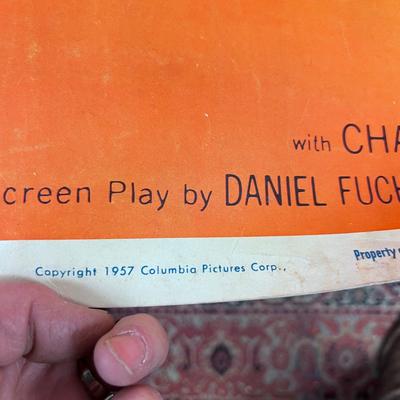 with CHA
creen Play by DANIEL FUCH
Copyright 1957 Columbia Pictures Corp.,
Property